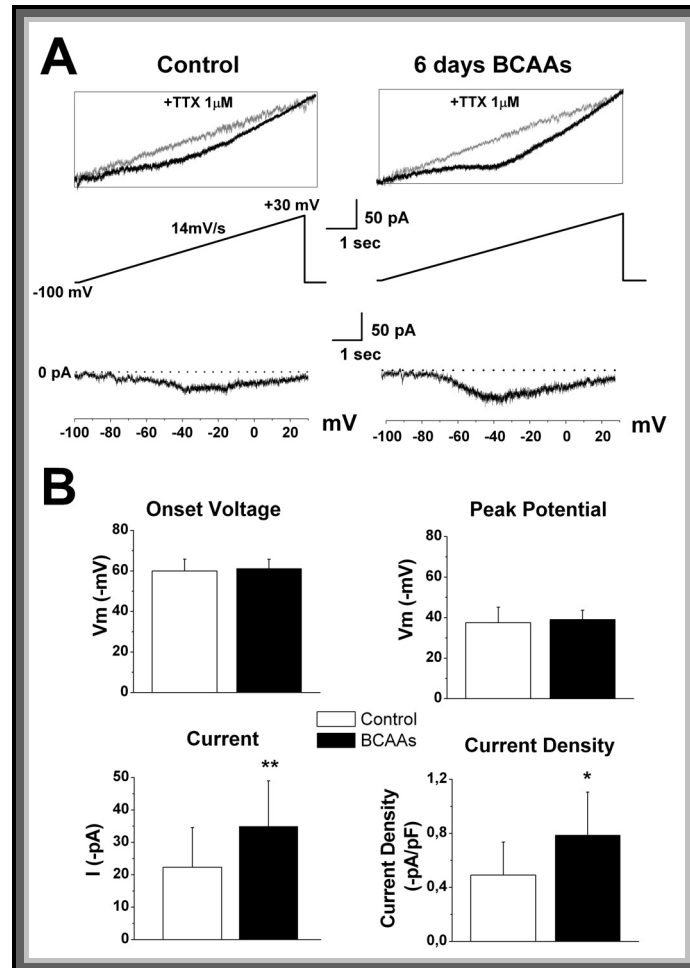 A
Control
6 days BCAAs
+TTX 1μM
+TTX 1μM
+30 mV
50 pA
1 sec
14mV/s
-100 mV
50 pA
1 sec
0 pA
-100 -80 -60 -40 -20 0 20 mV
-100 -80 -60 -40 -20 0 20 mV
B
Onset Voltage
Vm (-mV)
80
60
40
20
0
Peak Potential
Vm (-mV)
80
60
40
20
0
Control
BCAAs
Current
I (-pA)
50
40
30
20
10
0
**
Current Density
Current Density
(-pA/pF)
1,2
0,8
0,4
0,0
*